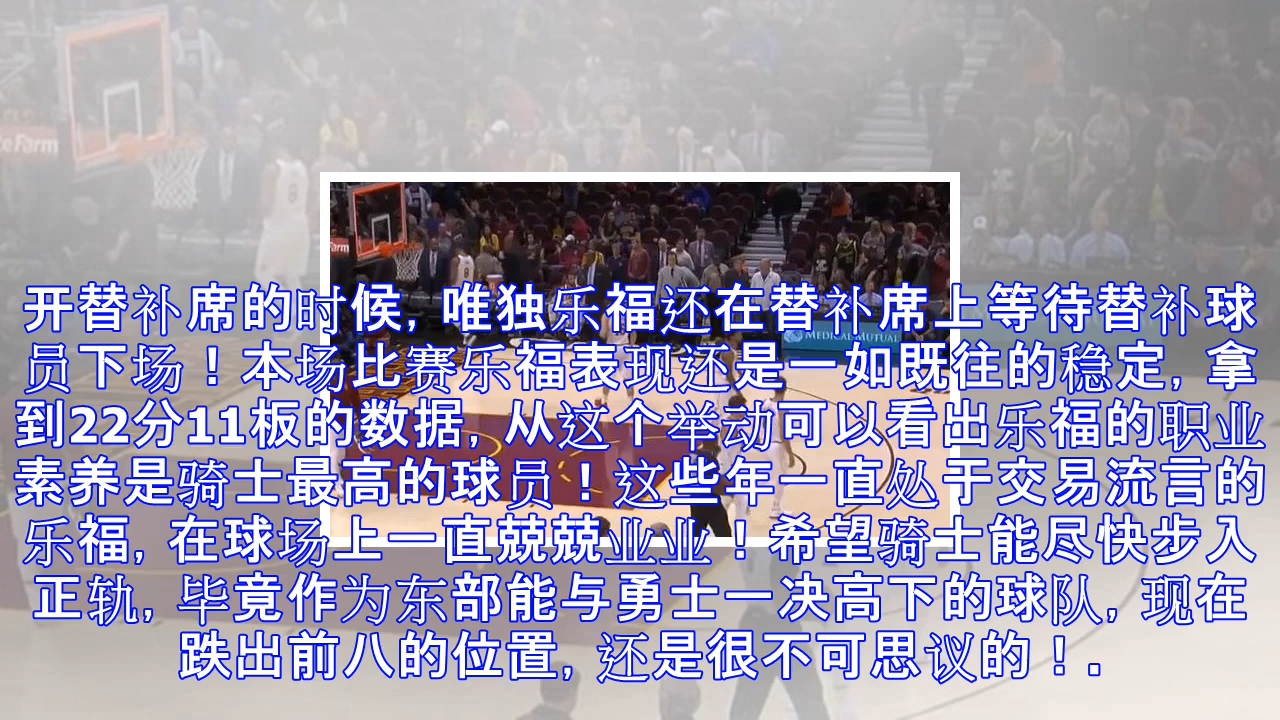 开替补席的时候, 唯独乐福还在替补席上等待替补球
员下场！本场比赛乐福表现还是一如既往的稳定, 拿
到22分11板的数据, 从这个举动可以看出乐福的职业
素养是骑士最高的球员！这些年一直处于交易流言的
乐福, 在球场上一直兢兢业业！希望骑士能尽快步入
正轨, 毕竟作为东部能与勇士一决高下的球队, 现在
跌出前八的位置, 还是很不可思议的！.
eFarm
Farm
MEDICAL MUTUAL
8
8